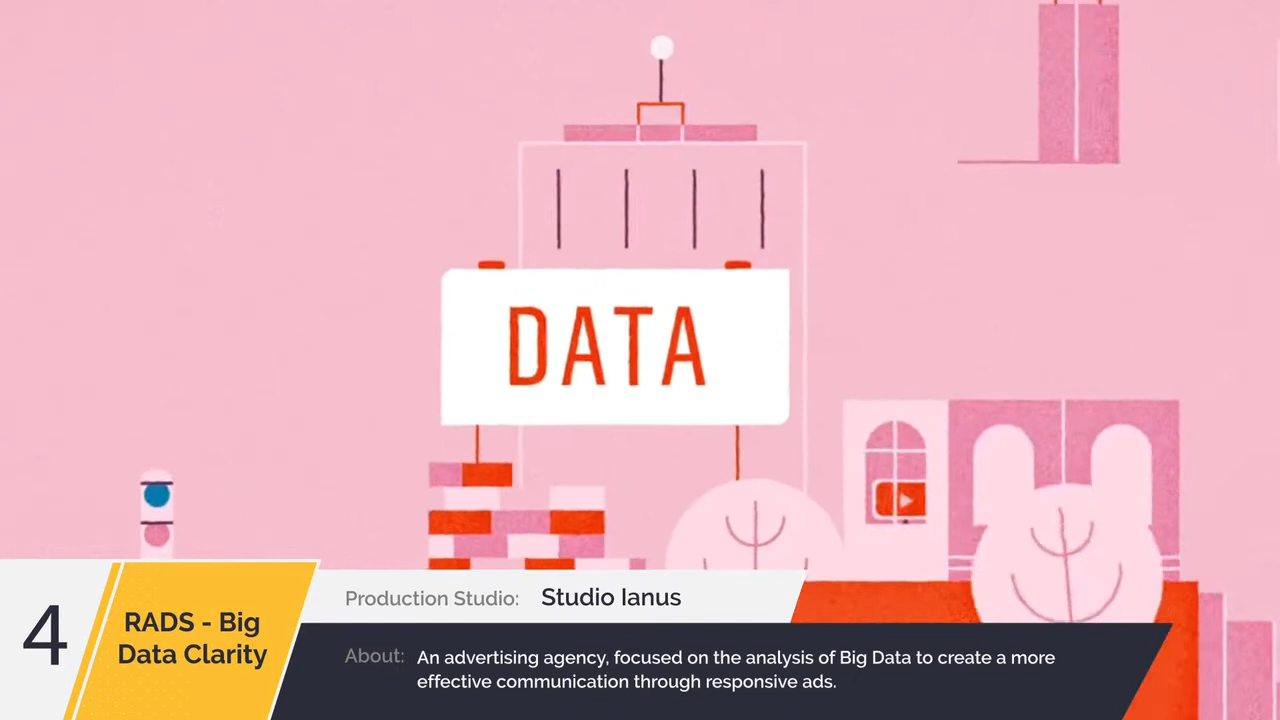 DATA
4
RADS - Big
Data Clarity
Production Studio: Studio Ianus
About: An advertising agency, focused on the analysis of Big Data to create a more
effective communication through responsive ads.